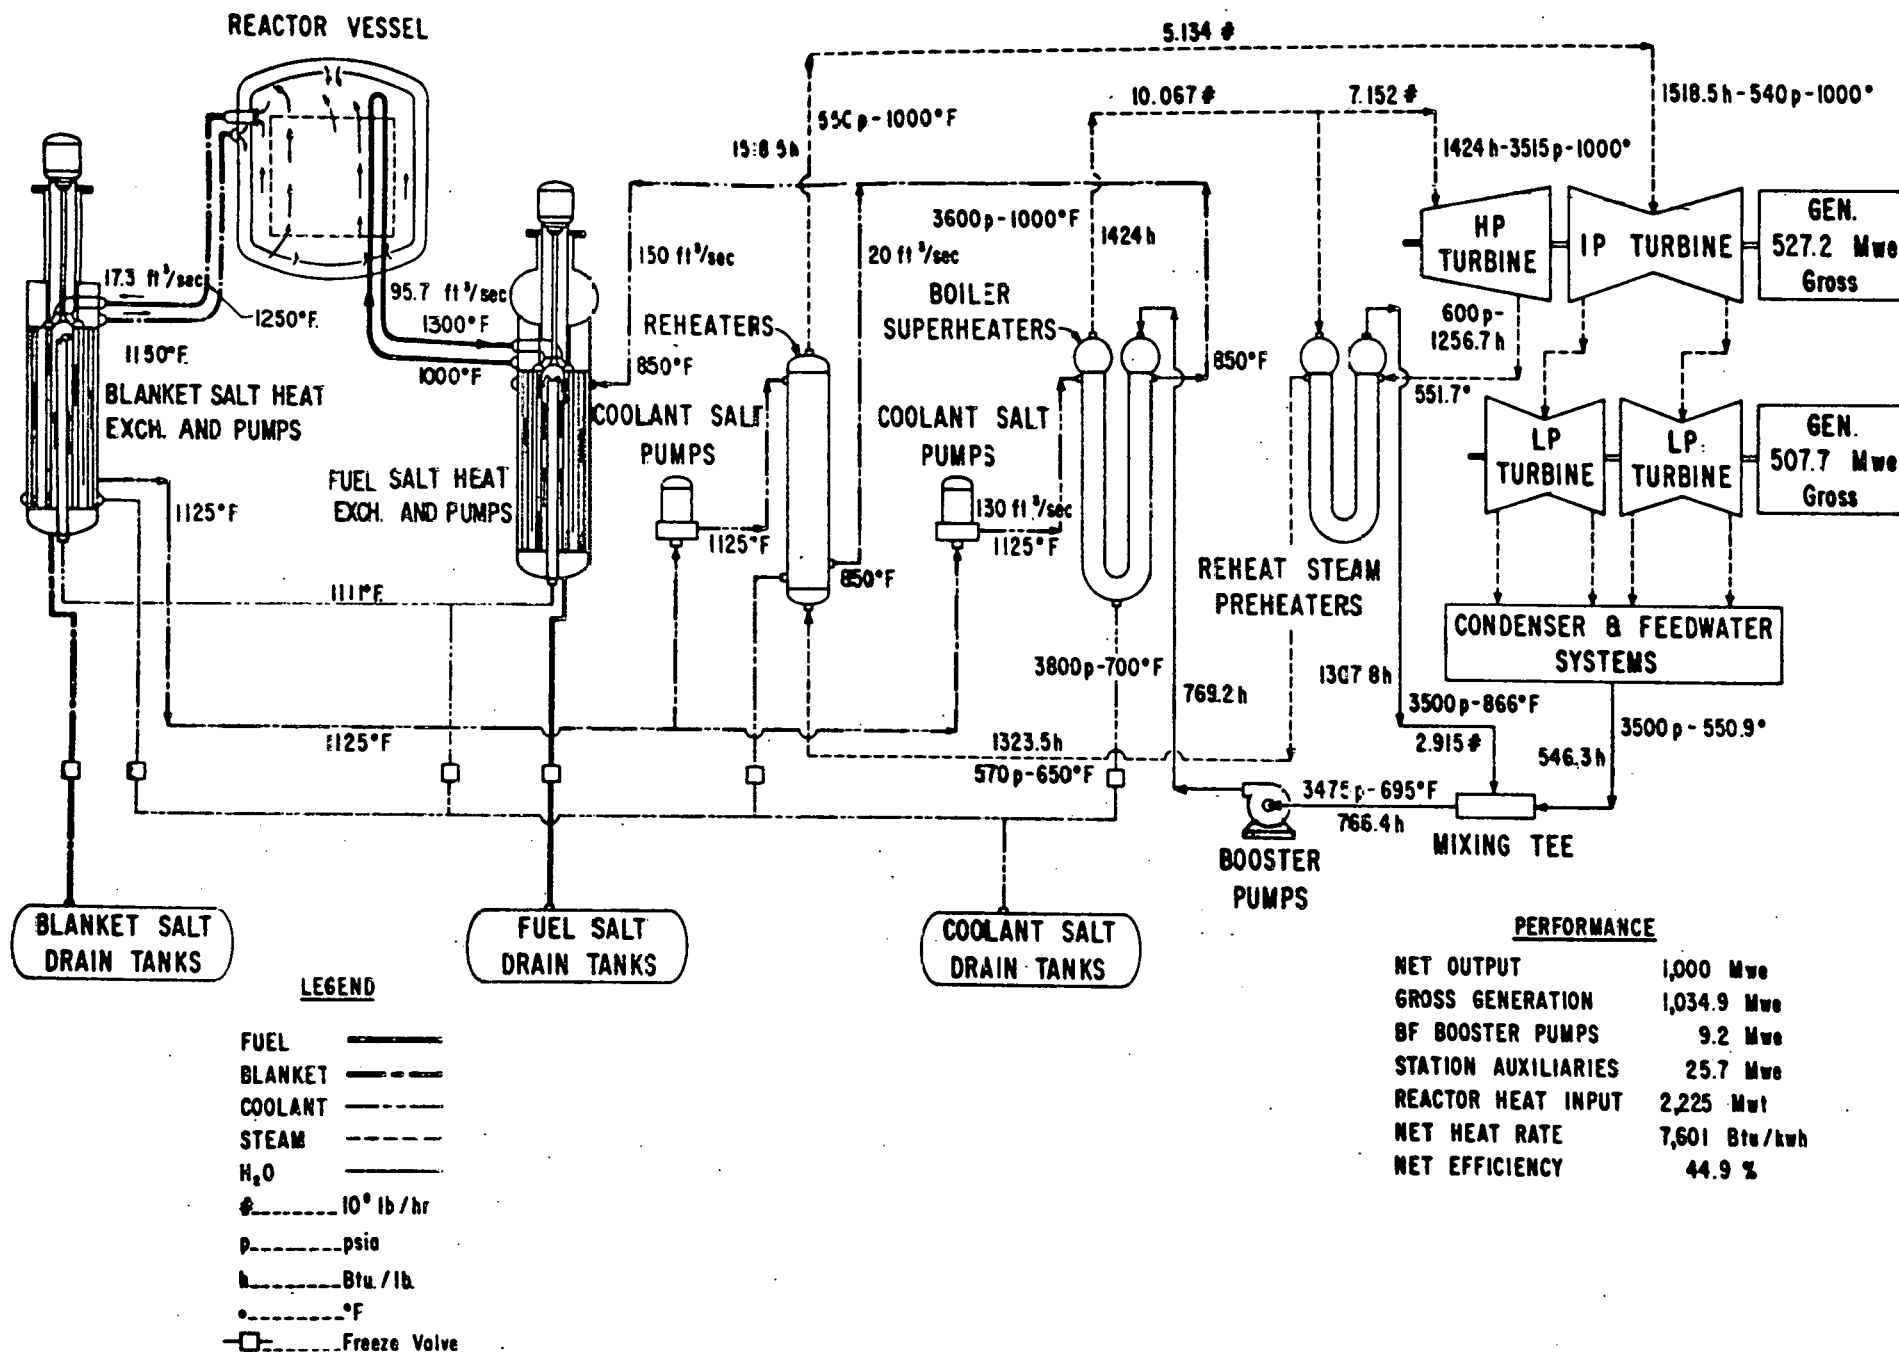 REACTOR VESSEL
5.134 #
10.067 #
7.152 #
1518.5h-540p-1000°
550p-1000°F
1518.5h
1424h-3515p-1000°
3600p-1000°F
1424h
HP
TURBINE
IP TURBINE
GEN.
527.2 Mwe
Gross
17.3 ft³/sec
1250°F.
1150°F.
150 ft³/sec
20 ft³/sec
95.7 ft³/sec
1300°F
1000°F
850°F
REHEATERS
BOILER
SUPERHEATERS
850°F
600p-
1256.7h
551.7°
BLANKET SALT HEAT
EXCH. AND PUMPS
COOLANT SALT
PUMPS
COOLANT SALT
PUMPS
LP
TURBINE
LP
TURBINE
GEN.
507.7 Mwe
Gross
FUEL SALT HEAT
EXCH. AND PUMPS
1125°F
1125°F
130 ft³/sec
1125°F
850°F
1111°F.
REHEAT STEAM
PREHEATERS
CONDENSER & FEEDWATER
SYSTEMS
3800p-700°F
769.2h
1307.8h
3500p-866°F
2.915 #
3500p-550.9°
546.3h
1125°F
1323.5h
570p-650°F
3475p-695°F
766.4h
MIXING TEE
BOOSTER
PUMPS
BLANKET SALT
DRAIN TANKS
FUEL SALT
DRAIN TANKS
COOLANT SALT
DRAIN TANKS
LEGEND
FUEL
BLANKET
COOLANT
STEAM
H₂O
# 10⁶ lb/hr
p psia
h Btu./lb.
• °F
Freeze Valve
PERFORMANCE
NET OUTPUT 1,000 Mwe
GROSS GENERATION 1,034.9 Mwe
BF BOOSTER PUMPS 9.2 Mwe
STATION AUXILIARIES 25.7 Mwe
REACTOR HEAT INPUT 2,225 Mwt
NET HEAT RATE 7,601 Btu/kwh
NET EFFICIENCY 44.9 %